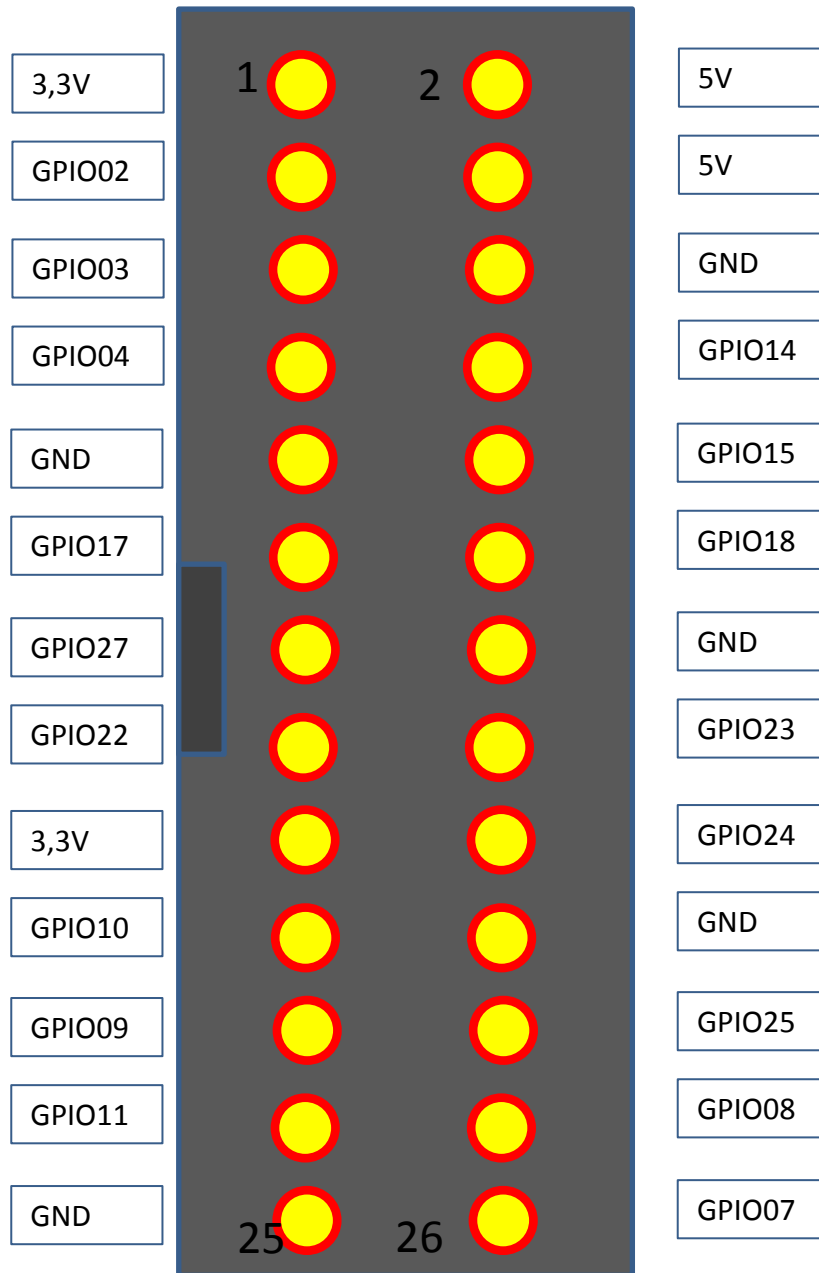 3,3V 1 2 5V
GPIO02 5V
GPIO03 GND
GPIO04 GPIO14
GND GPIO15
GPIO17 GPIO18
GPIO27 GND
GPIO22 GPIO23
3,3V GPIO24
GPIO10 GND
GPIO09 GPIO25
GPIO11 GPIO08
GND 25 26 GPIO07